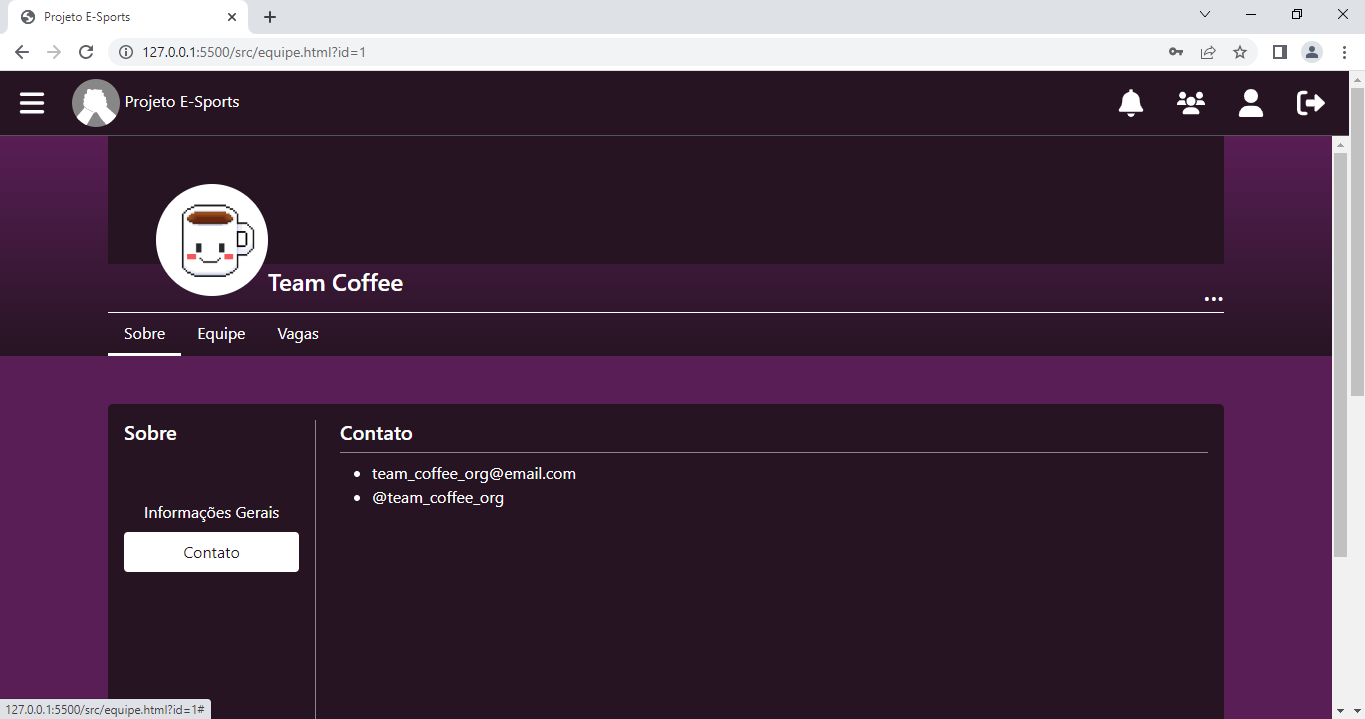 Projeto E-Sports
127.0.0.1:5500/src/equipe.html?id=1
Projeto E-Sports
Team Coffee
Sobre Equipe Vagas
Sobre
Informações Gerais
Contato
Contato
team_coffee_org@email.com
@team_coffee_org
127.0.0.1:5500/src/equipe.html?id=1#